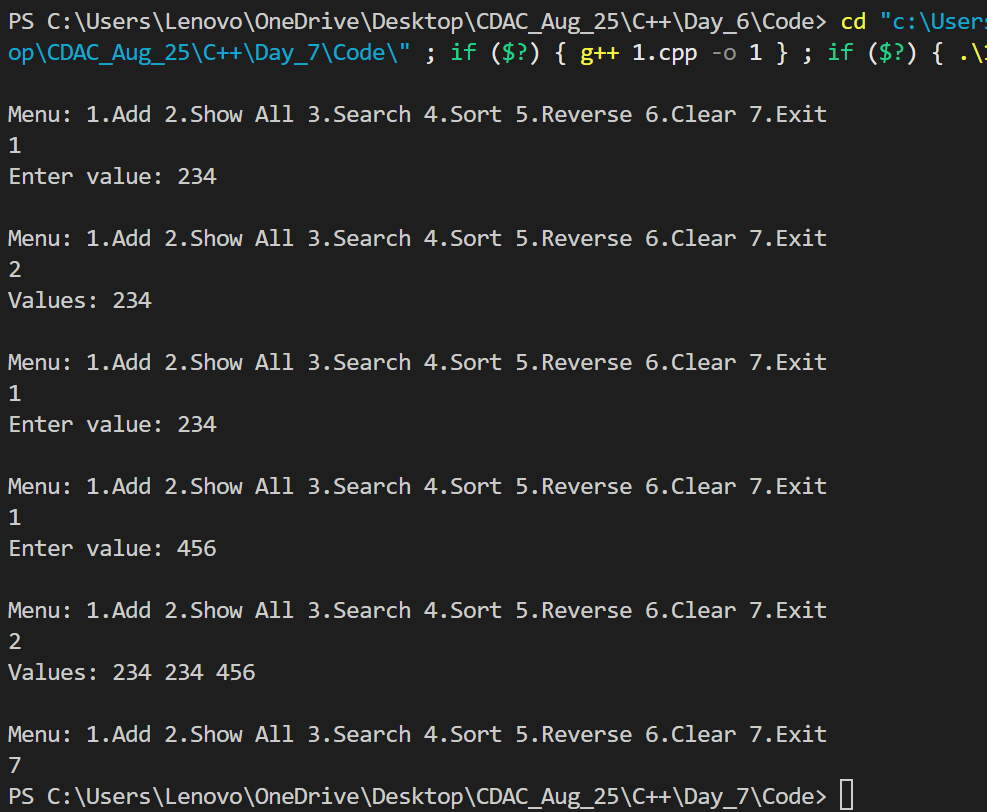 PS C:\Users\Lenovo\OneDrive\Desktop\CDAC_Aug_25\C++\Day_6\Code> cd "c:\Users
op\CDAC_Aug_25\C++\Day_7\Code\" ; if ($?) { g++ 1.cpp -o 1 } ; if ($?) { .\1
Menu: 1.Add 2.Show All 3.Search 4.Sort 5.Reverse 6.Clear 7.Exit
1
Enter value: 234
Menu: 1.Add 2.Show All 3.Search 4.Sort 5.Reverse 6.Clear 7.Exit
2
Values: 234
Menu: 1.Add 2.Show All 3.Search 4.Sort 5.Reverse 6.Clear 7.Exit
1
Enter value: 234
Menu: 1.Add 2.Show All 3.Search 4.Sort 5.Reverse 6.Clear 7.Exit
1
Enter value: 456
Menu: 1.Add 2.Show All 3.Search 4.Sort 5.Reverse 6.Clear 7.Exit
2
Values: 234 234 456
Menu: 1.Add 2.Show All 3.Search 4.Sort 5.Reverse 6.Clear 7.Exit
7
PS C:\Users\Lenovo\OneDrive\Desktop\CDAC_Aug_25\C++\Day_7\Code>